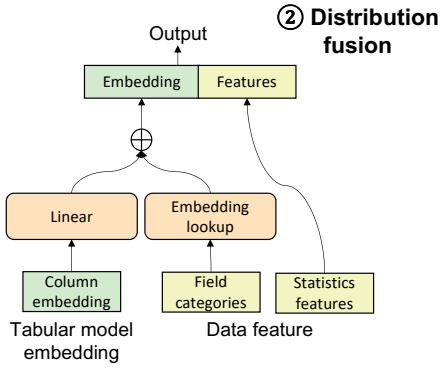 ② Distribution
fusion
Output
Embedding
Features
Linear
Embedding
lookup
Column
embedding
Field
categories
Statistics
features
Tabular model
embedding
Data feature